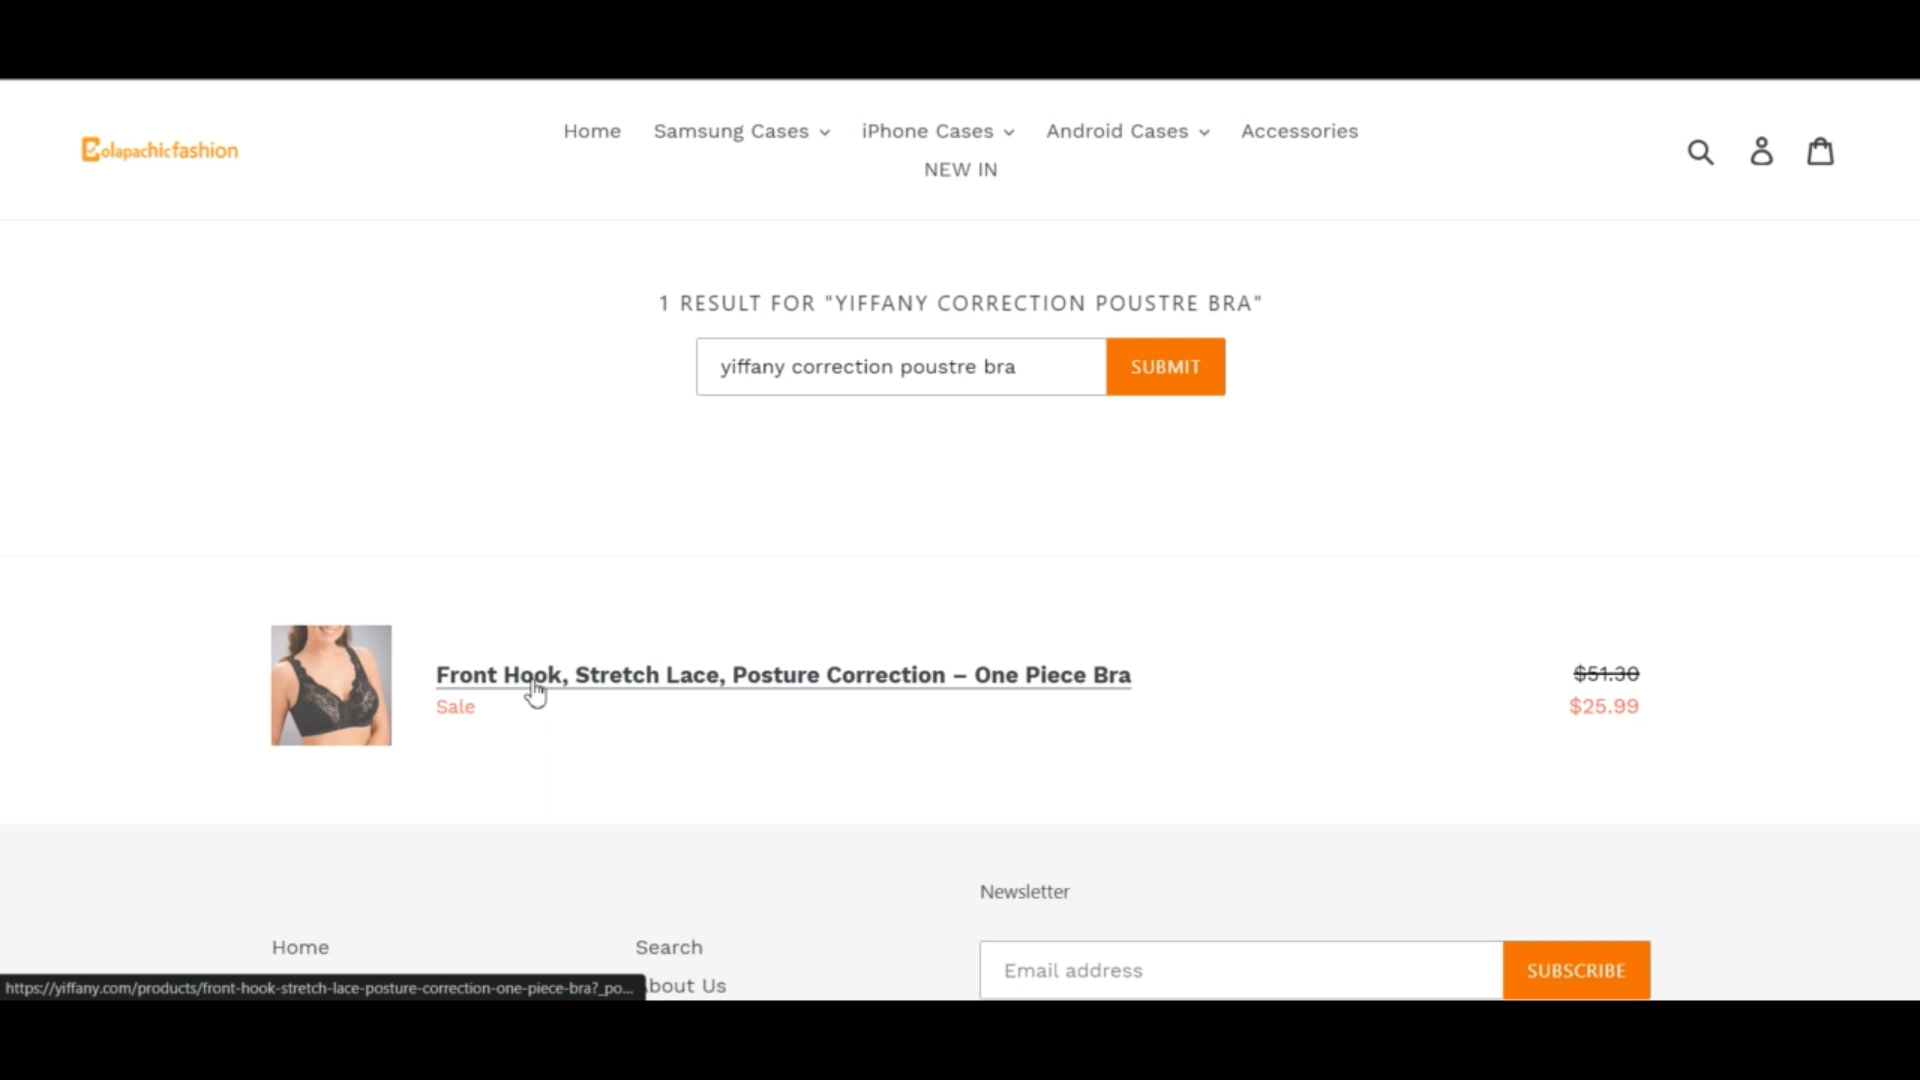 Bolapachicfashion
Home Samsung Cases iPhone Cases Android Cases Accessories
NEW IN
1 RESULT FOR "YIFFANY CORRECTION POUSTRE BRA"
yiffany correction poustre bra SUBMIT
Front Hook, Stretch Lace, Posture Correction – One Piece Bra
$51.30
Sale
$25.99
Newsletter
Home
Search
Email address SUBSCRIBE
bout Us
https://yiffany.com/products/front-hook-stretch-lace-posture-correction-one-piece-bra?_po...